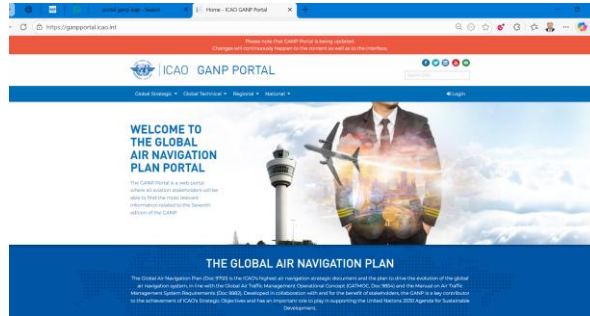 portal ganp icao - Search
Home - ICAO GANP Portal
https://ganpportal.icao.int
Please note that GANP Portal is being updated.
Changes will continuously happen to the content as well as to the interface.
ICAO GANP PORTAL
Global Strategic Global Technical Regional National Login
WELCOME TO
THE GLOBAL
AIR NAVIGATION
PLAN PORTAL
The GANP Portal is a web portal
where all aviation stakeholders will be
able to find the most relevant
information related to the Seventh
edition of the GANP
THE GLOBAL AIR NAVIGATION PLAN
The Global Air Navigation Plan (Doc 9750) is the ICAO's highest air navigation strategic document and the plan to drive the evolution of the global
air navigation system, in line with the Global Air Traffic Management Operational Concept (GATMOC, Doc 9854) and the Manual on Air Traffic
Management System Requirements (Doc 9882). Developed in collaboration with and for the benefit of stakeholders, the GANP is a key contributor
to the achievement of ICAO's Strategic Objectives and has an important role to play in supporting the United Nations 2030 Agenda for Sustainable
Development.